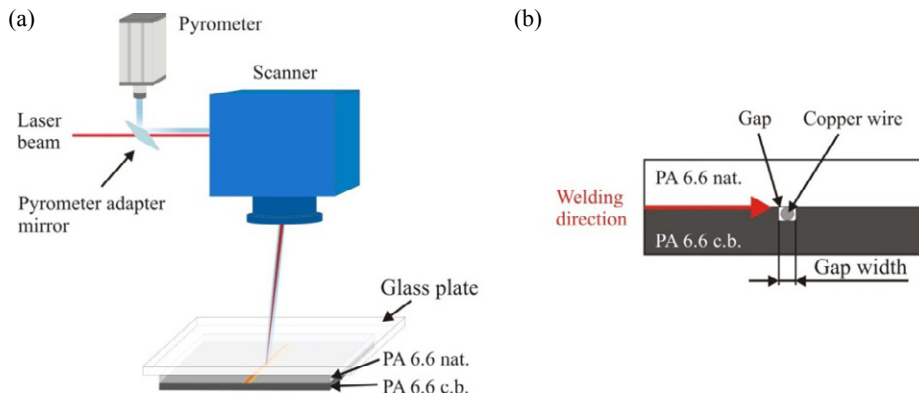 (a)
Pyrometer
Scanner
Laser
beam
Pyrometer adapter
mirror
Glass plate
PA 6.6 nat.
PA 6.6 c.b.
(b)
Gap
Copper wire
PA 6.6 nat.
Welding
direction
PA 6.6 c.b.
Gap width